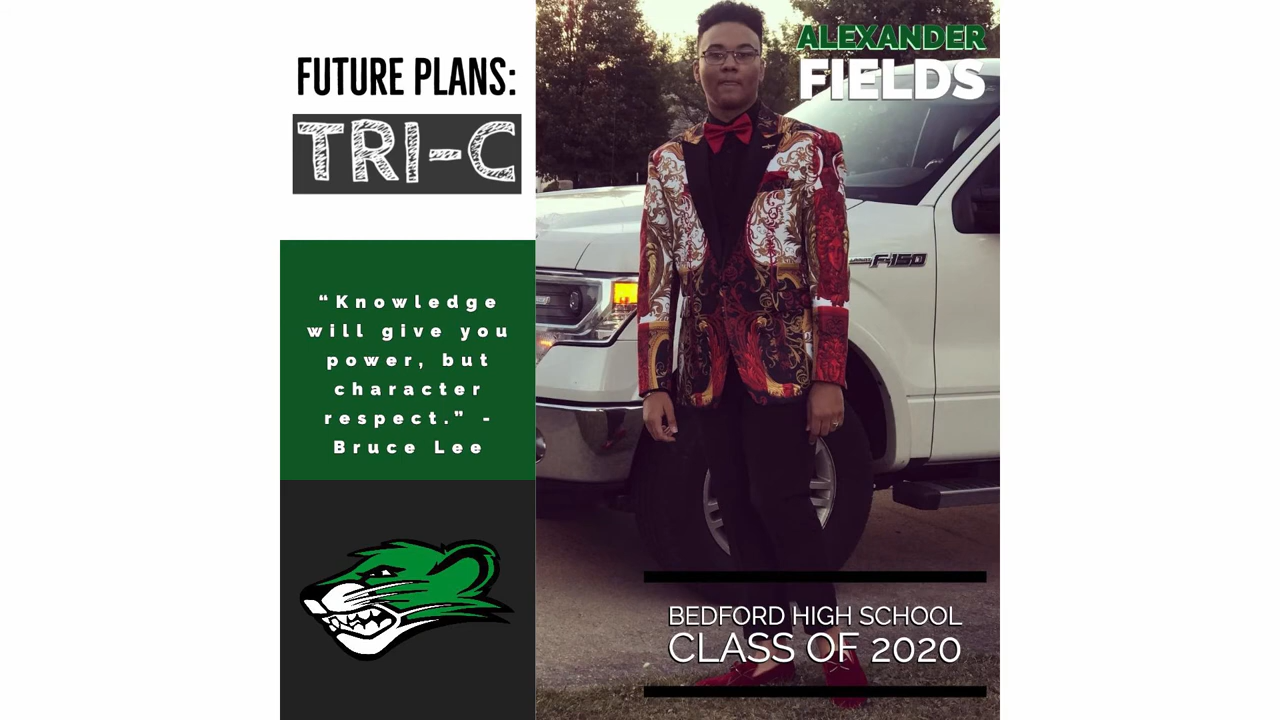 FUTURE PLANS:
TRI-C
“Knowledge
will give you
power, but
character
respect.” -
Bruce Lee
ALEXANDER
FIELDS
F-150
BEDFORD HIGH SCHOOL
CLASS OF 2020